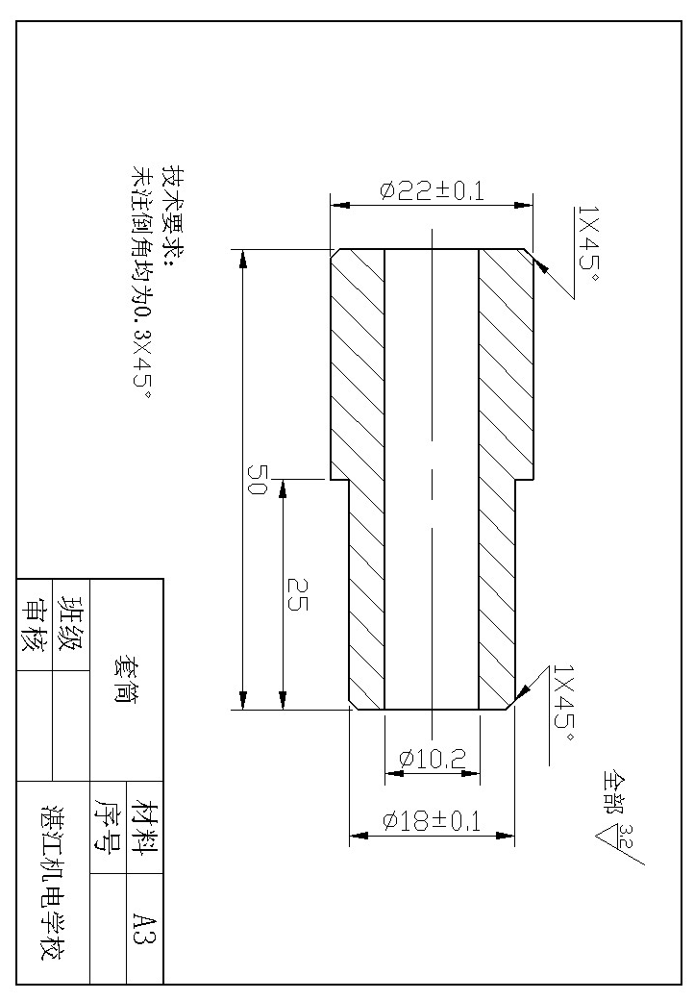 全部 3.2
1X45°
1X45°
Ø22±0.1
Ø10.2
Ø18±0.1
25
50
技术要求:
未注倒角均为0.3X45°
套筒
材料 A3
序号
班级
审核
湛江机电学校